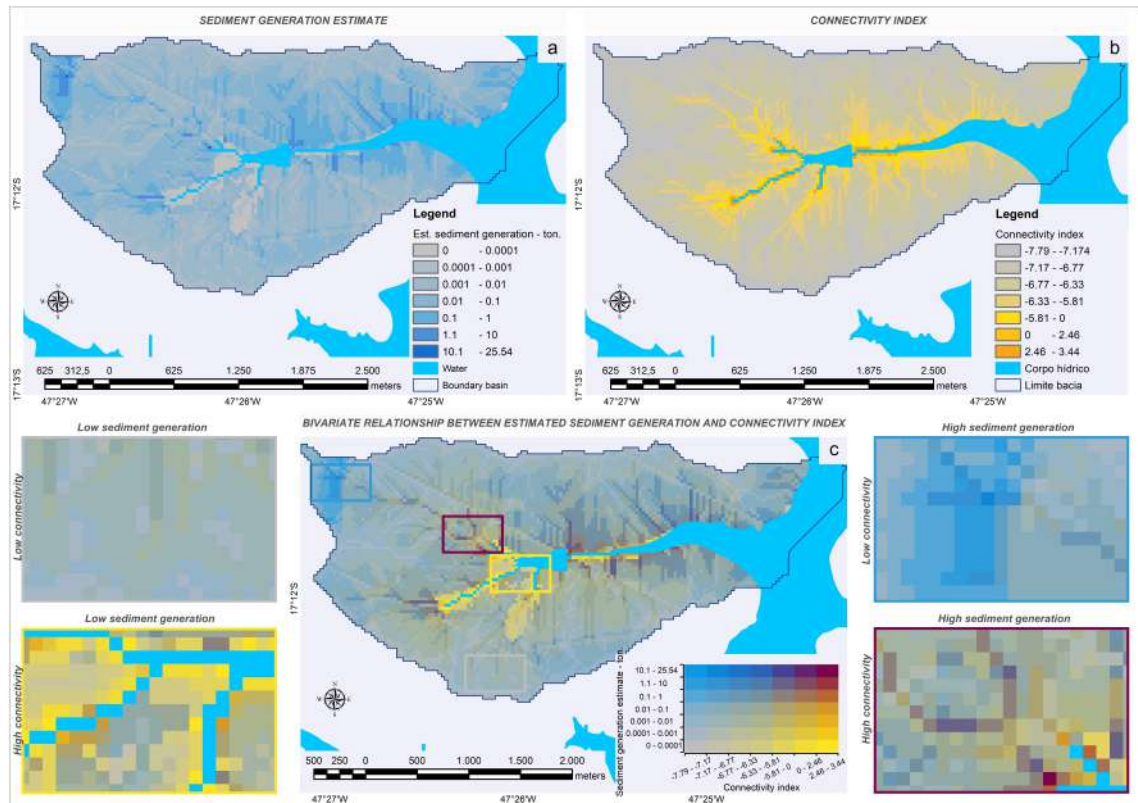 SEDIMENT GENERATION ESTIMATE
a
17°12'S
Legend
Est. sediment generation - ton.
0 - 0.0001
0.0001 - 0.001
0.001 - 0.01
0.01 - 0.1
0.1 - 1
1.1 - 10
10.1 - 25.54
Water
Boundary basin
17°13'S
625 312,5 0 625 1.250 1.875 2.500
meters
47°27'W 47°26'W 47°25'W
CONNECTIVITY INDEX
b
17°12'S
Legend
Connectivity index
-7.79 - -7.174
-7.17 - -6.77
-6.77 - -6.33
-6.33 - -5.81
-5.81 - 0
0 - 2.46
2.46 - 3.44
Corpo hídrico
Limite bacia
17°13'S
625 312,5 0 625 1.250 1.875 2.500
meters
47°27'W 47°26'W 47°25'W
Low sediment generation
Low connectivity
Low sediment generation
High connectivity
BIVARIATE RELATIONSHIP BETWEEN ESTIMATED SEDIMENT GENERATION AND CONNECTIVITY INDEX
c
17°12'S
Sediment generation estimate - ton.
10.1 - 25.54
1.1 - 10
0.1 - 1
0.01 - 0.1
0.001 - 0.01
0.0001 - 0.001
0 - 0.0001
-7.79 - -7.17
-7.17 - -6.77
-6.77 - -6.33
-6.33 - -5.81
-5.81 - 0
0 - 2.46
2.46 - 3.44
Connectivity index
500 250 0 500 1.000 1.500 2.000
meters
47°27'W 47°26'W 47°25'W
High sediment generation
Low connectivity
High sediment generation
High connectivity